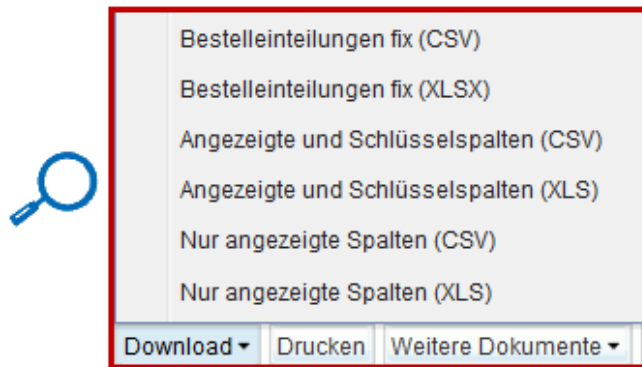 Bestelleinteilungen fix (CSV)
Bestelleinteilungen fix (XLSX)
Angezeigte und Schlüsselspalten (CSV)
Angezeigte und Schlüsselspalten (XLS)
Nur angezeigte Spalten (CSV)
Nur angezeigte Spalten (XLS)
Download Drucken Weitere Dokumente